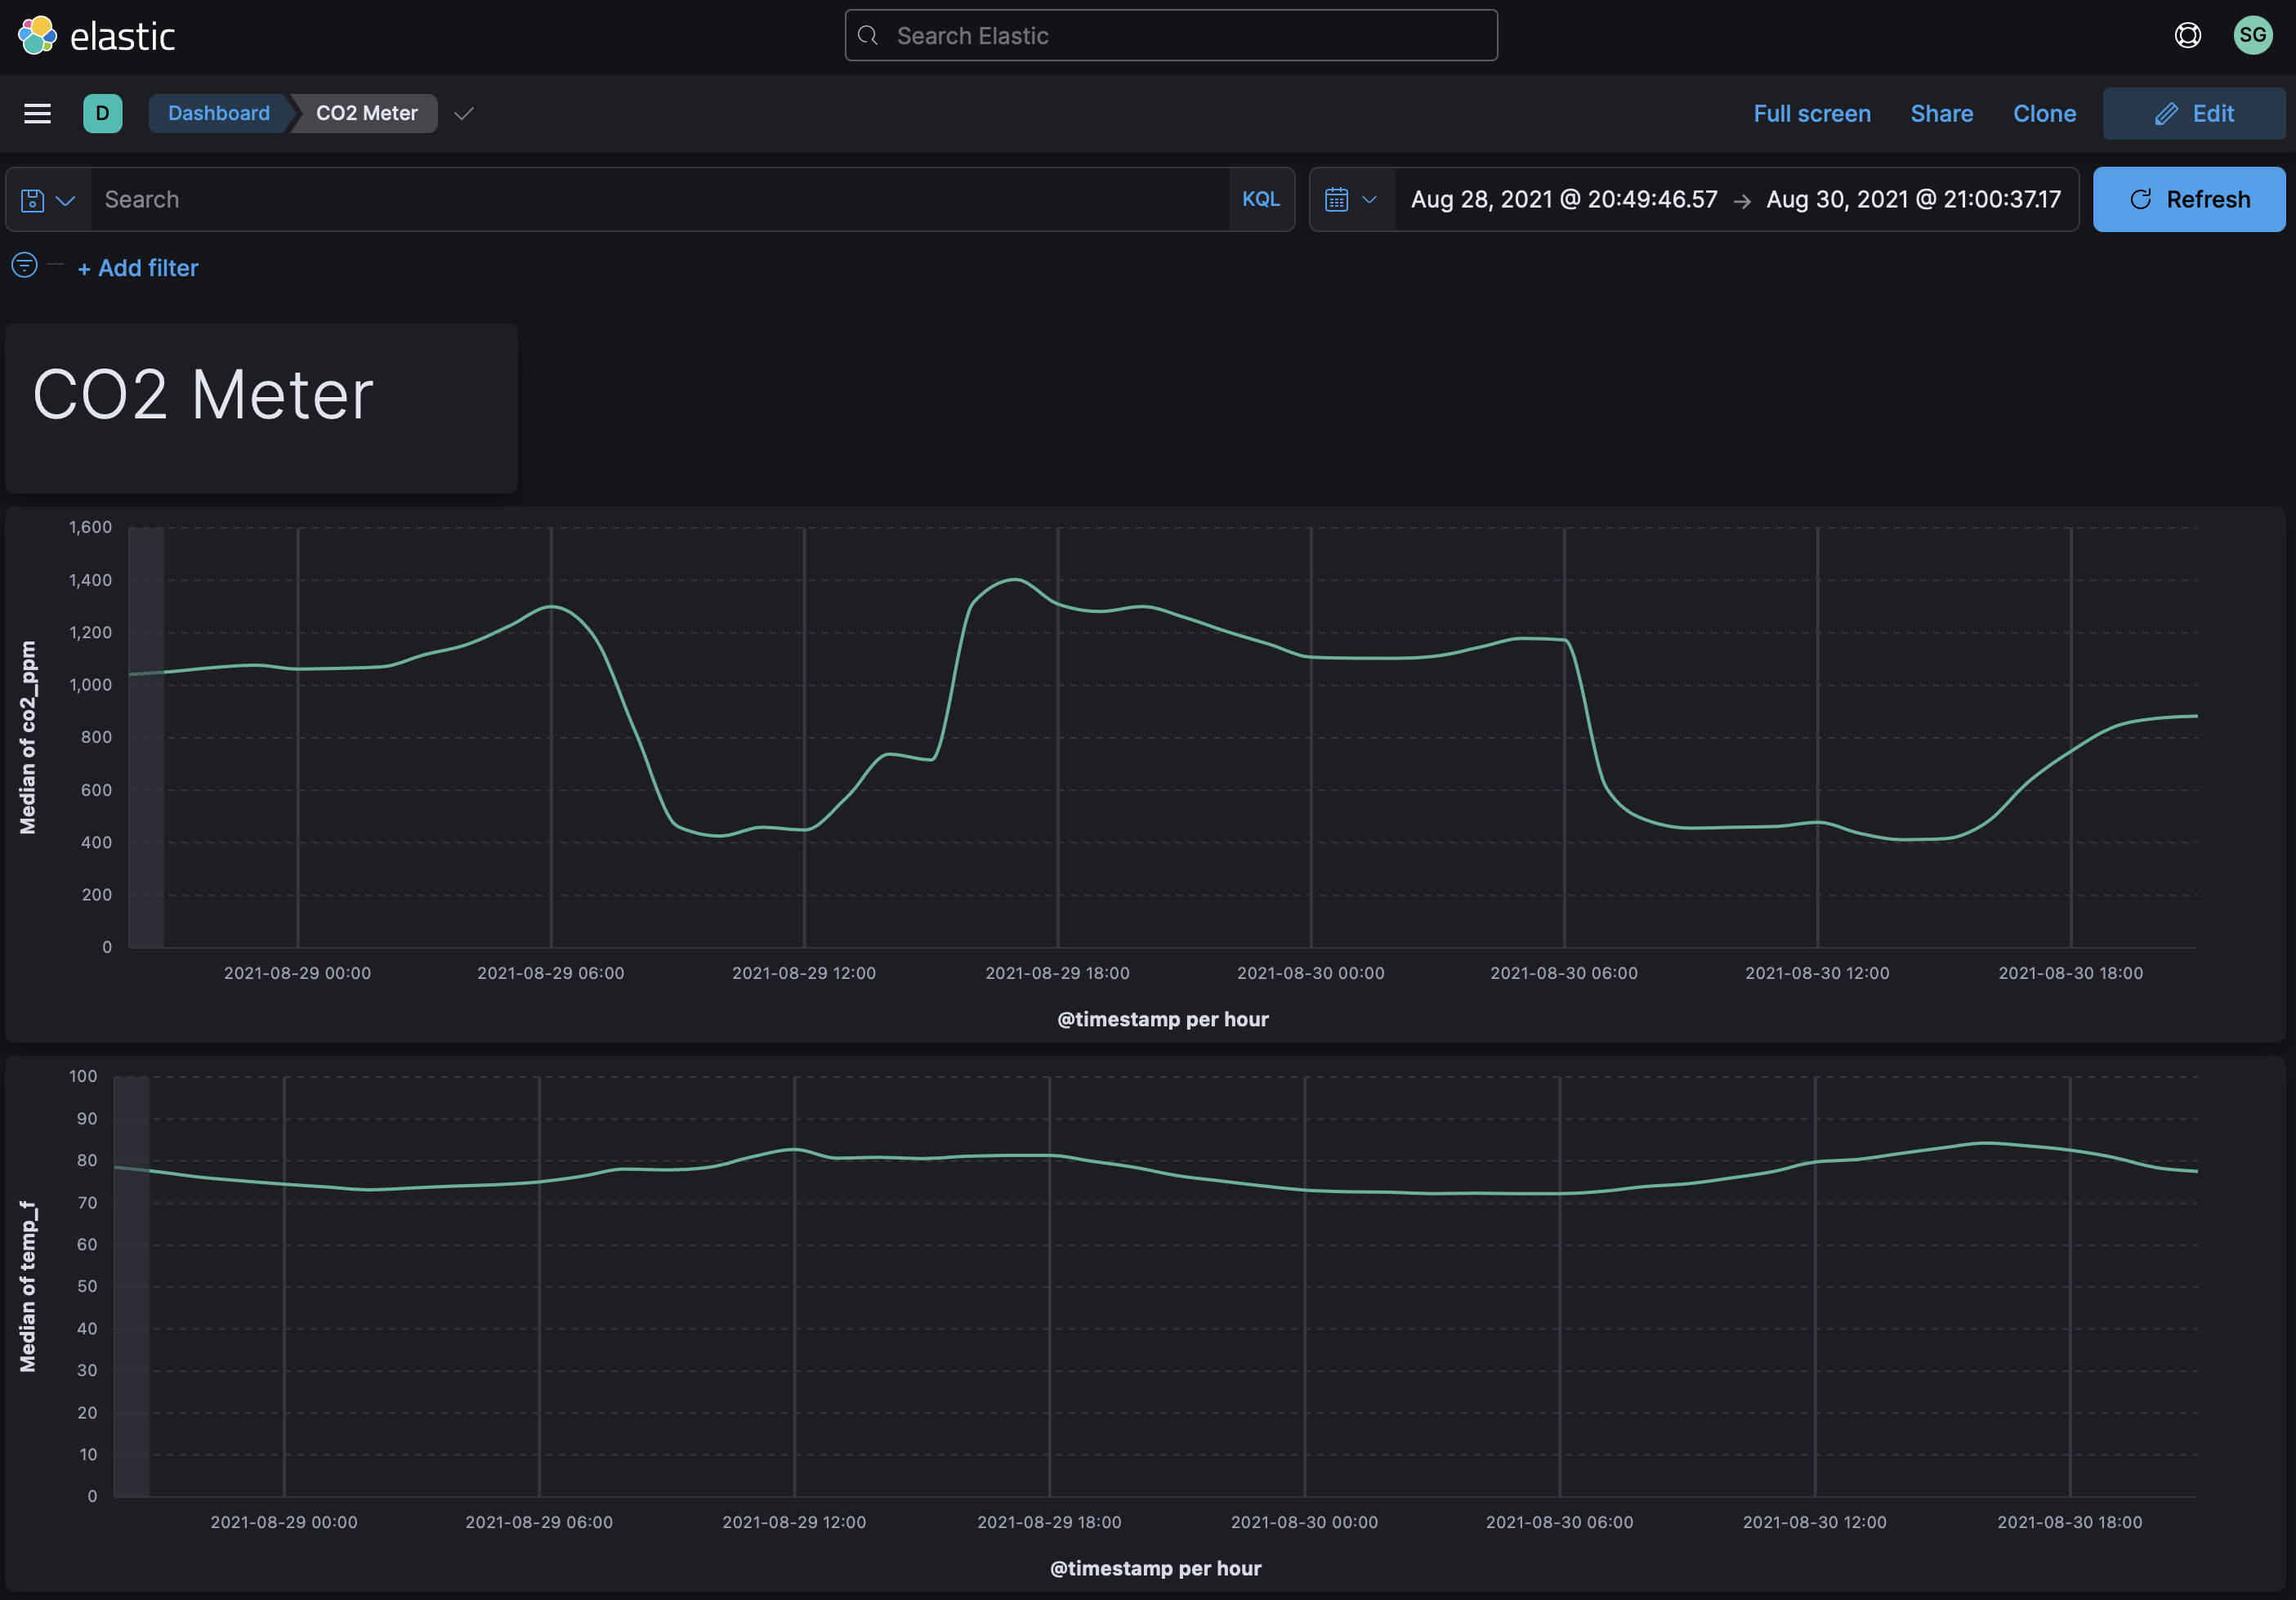 elastic
Search Elastic
SG
D
Dashboard
CO2 Meter
Full screen
Share
Clone
Edit
Search
KQL
Aug 28, 2021 @ 20:49:46.57 → Aug 30, 2021 @ 21:00:37.17
Refresh
+ Add filter
CO2 Meter
Median of co2_ppm
1,600
1,400
1,200
1,000
800
600
400
200
0
2021-08-29 00:00
2021-08-29 06:00
2021-08-29 12:00
2021-08-29 18:00
2021-08-30 00:00
2021-08-30 06:00
2021-08-30 12:00
2021-08-30 18:00
@timestamp per hour
Median of temp_f
100
90
80
70
60
50
40
30
20
10
0
2021-08-29 00:00
2021-08-29 06:00
2021-08-29 12:00
2021-08-29 18:00
2021-08-30 00:00
2021-08-30 06:00
2021-08-30 12:00
2021-08-30 18:00
@timestamp per hour